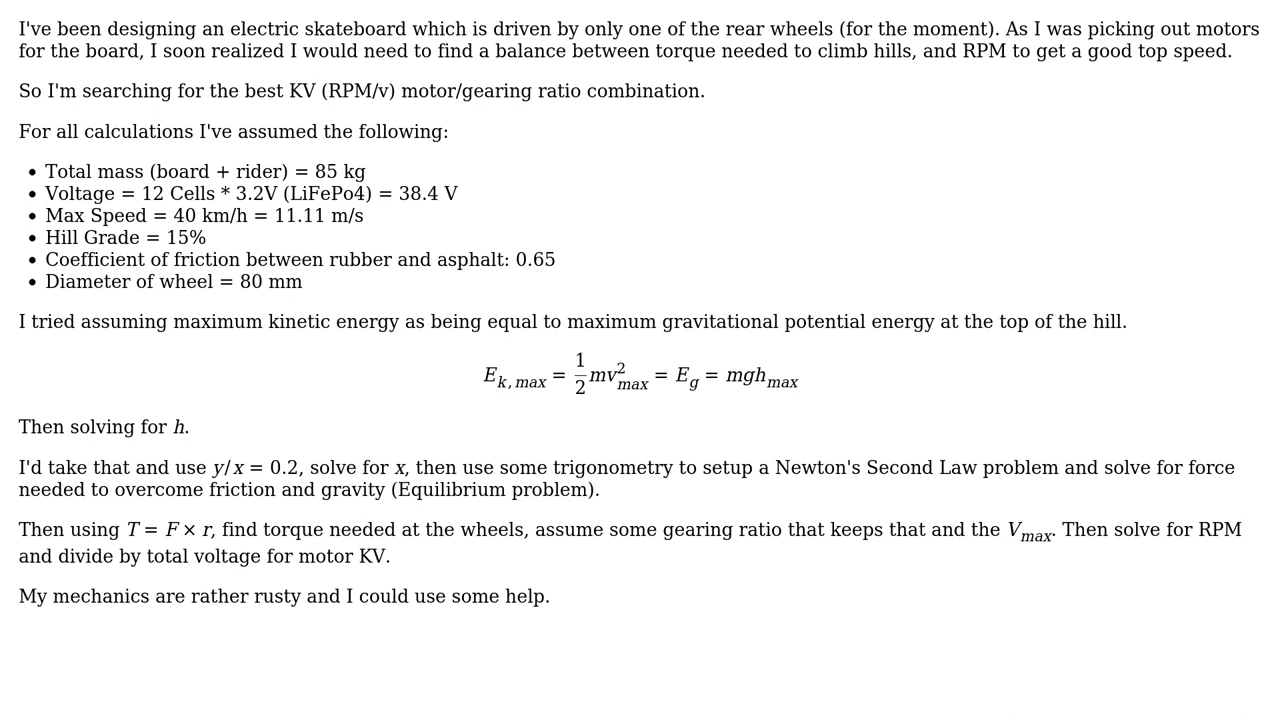 I've been designing an electric skateboard which is driven by only one of the rear wheels (for the moment). As I was picking out motors
for the board, I soon realized I would need to find a balance between torque needed to climb hills, and RPM to get a good top speed.
So I'm searching for the best KV (RPM/v) motor/gearing ratio combination.
For all calculations I've assumed the following:
• Total mass (board + rider) = 85 kg
• Voltage = 12 Cells * 3.2V (LiFePo4) = 38.4 V
• Max Speed = 40 km/h = 11.11 m/s
• Hill Grade = 15%
• Coefficient of friction between rubber and asphalt: 0.65
• Diameter of wheel = 80 mm
I tried assuming maximum kinetic energy as being equal to maximum gravitational potential energy at the top of the hill.
$E_{k,max} = \frac{1}{2}mv_{max}^2 = E_g = mgh_{max}$
Then solving for $h$.
I'd take that and use $y/x = 0.2$, solve for $x$, then use some trigonometry to setup a Newton's Second Law problem and solve for force
needed to overcome friction and gravity (Equilibrium problem).
Then using $T = F \times r$, find torque needed at the wheels, assume some gearing ratio that keeps that and the $V_{max}$. Then solve for RPM
and divide by total voltage for motor KV.
My mechanics are rather rusty and I could use some help.